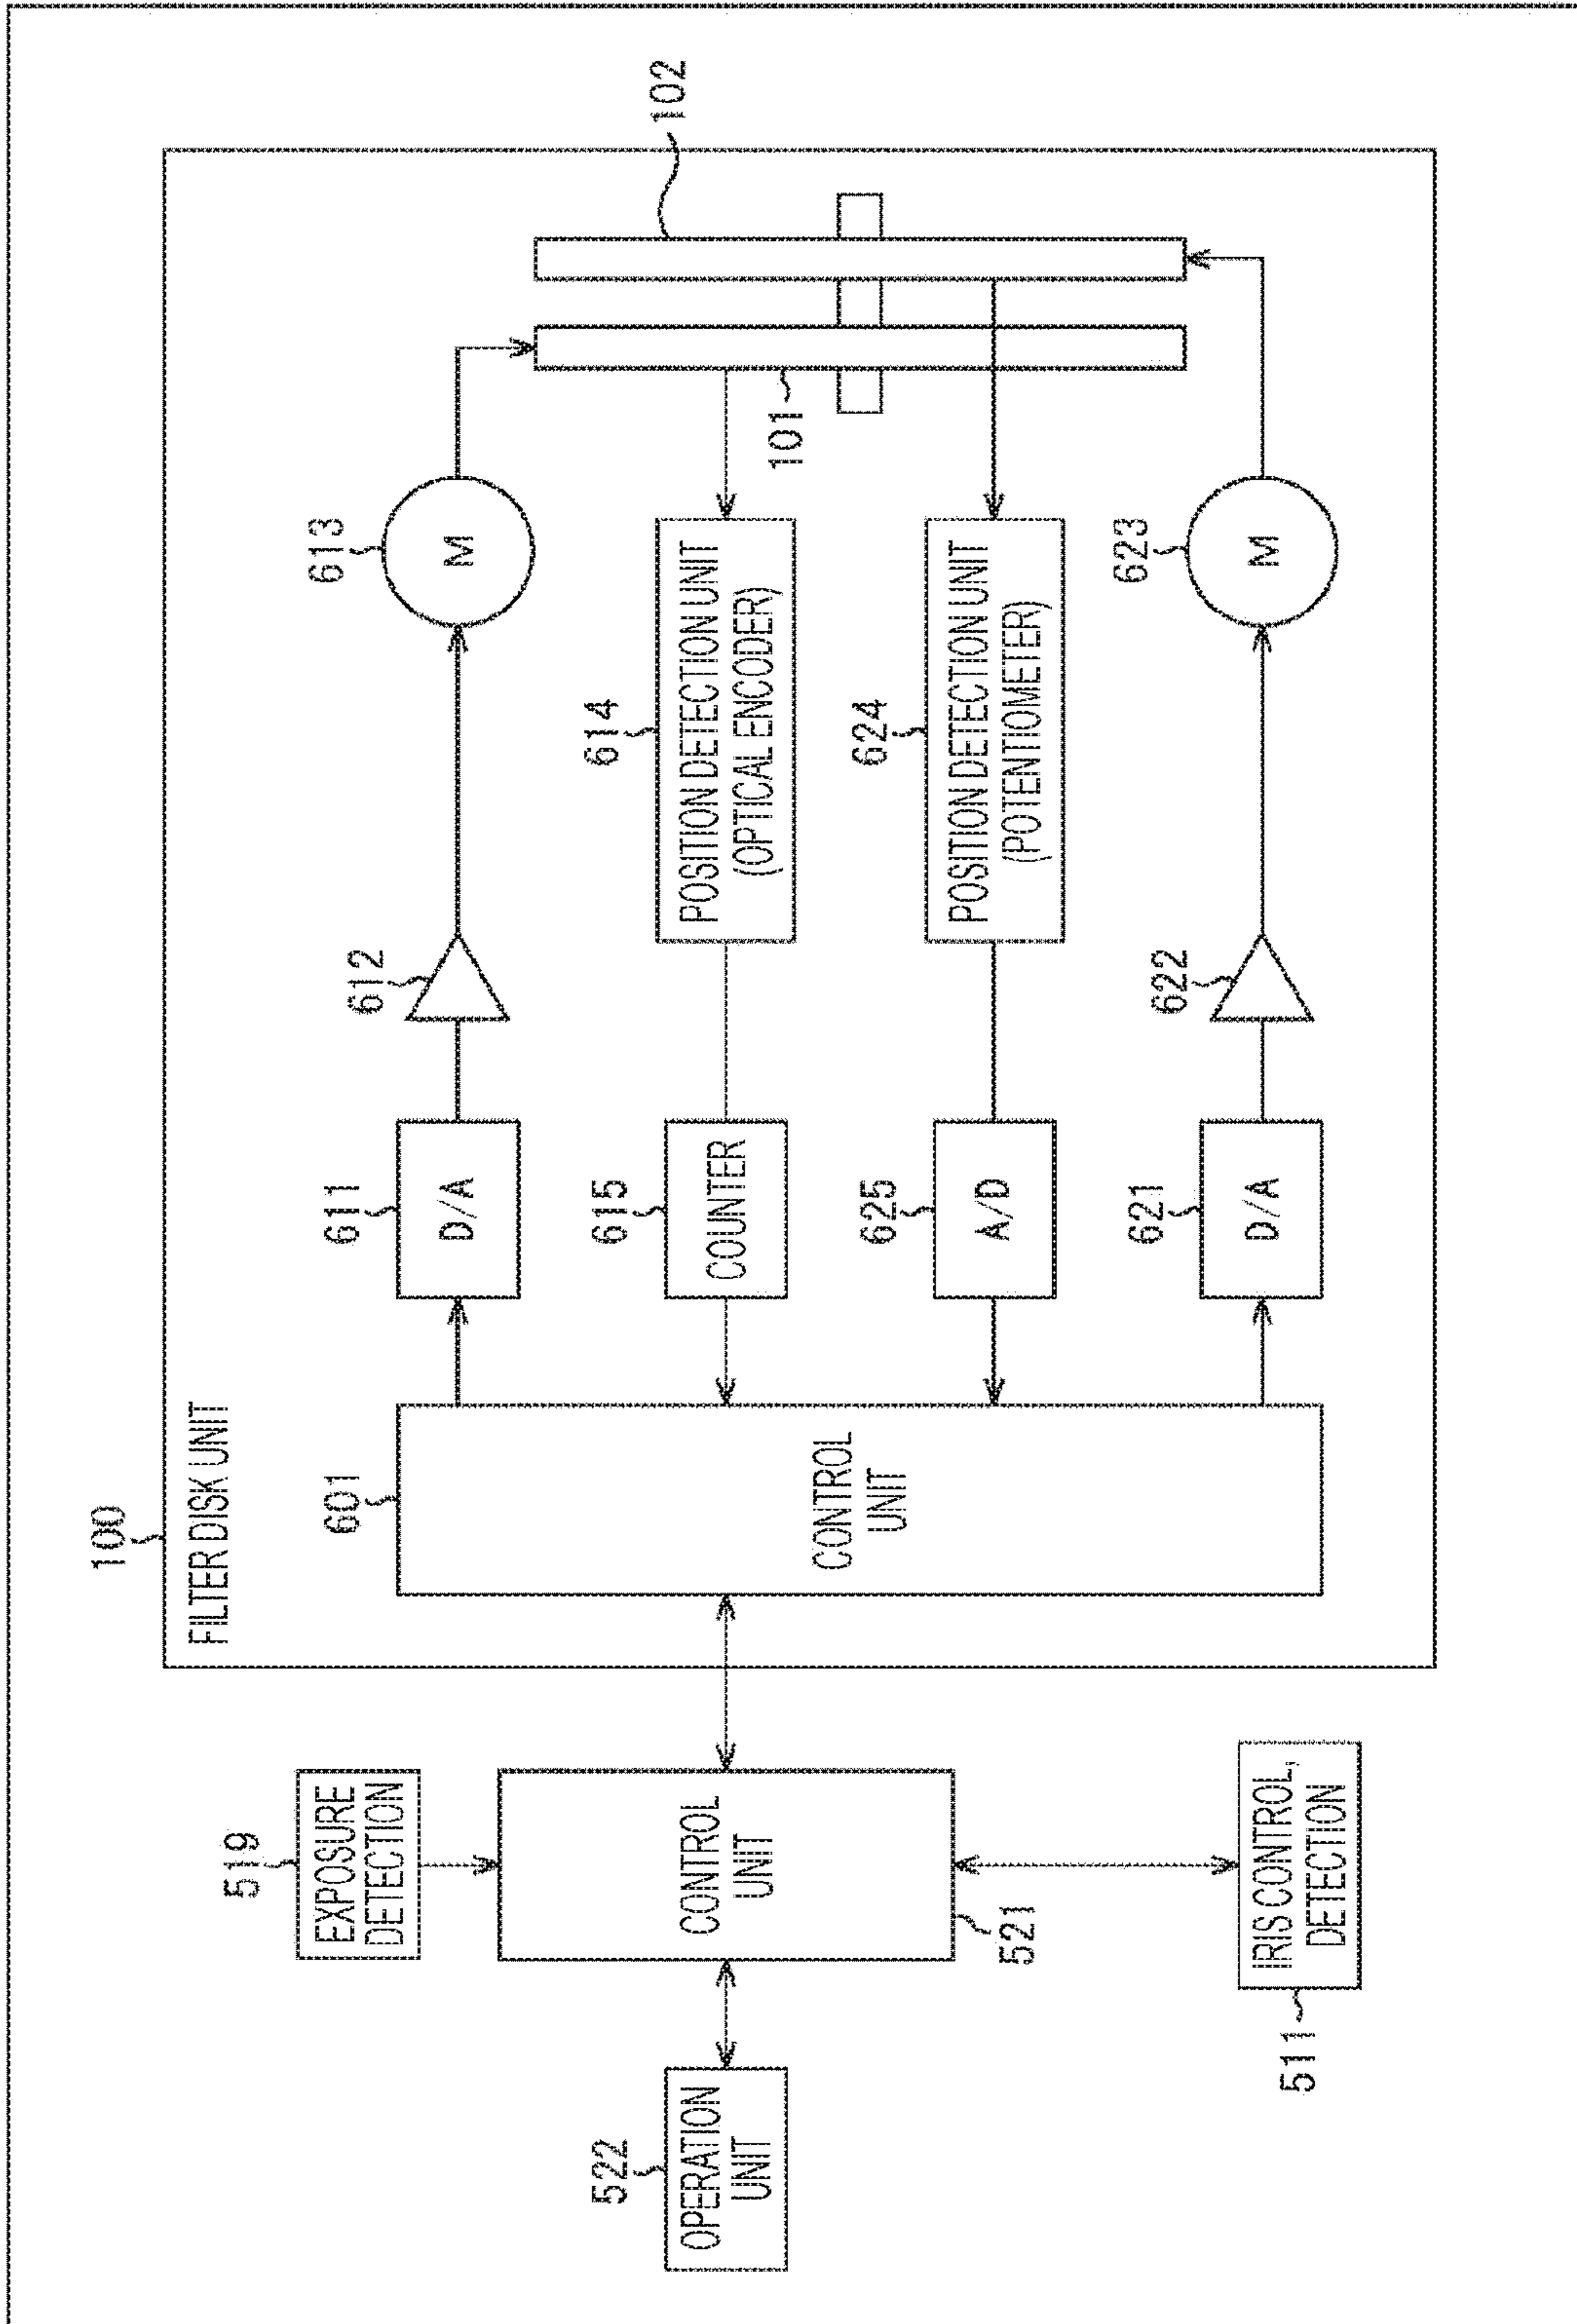 100
FILTER DISK UNIT
519
EXPOSURE
DETECTION
522
OPERATION
UNIT
CONTROL
UNIT
521
511
IRIS CONTROL,
DETECTION
601
CONTROL
UNIT
611
D/A
612
613
M
615
COUNTER
614
POSITION DETECTION UNIT
(OPTICAL ENCODER)
101
102
625
A/D
624
POSITION DETECTION UNIT
(POTENTIOMETER)
621
D/A
622
623
M